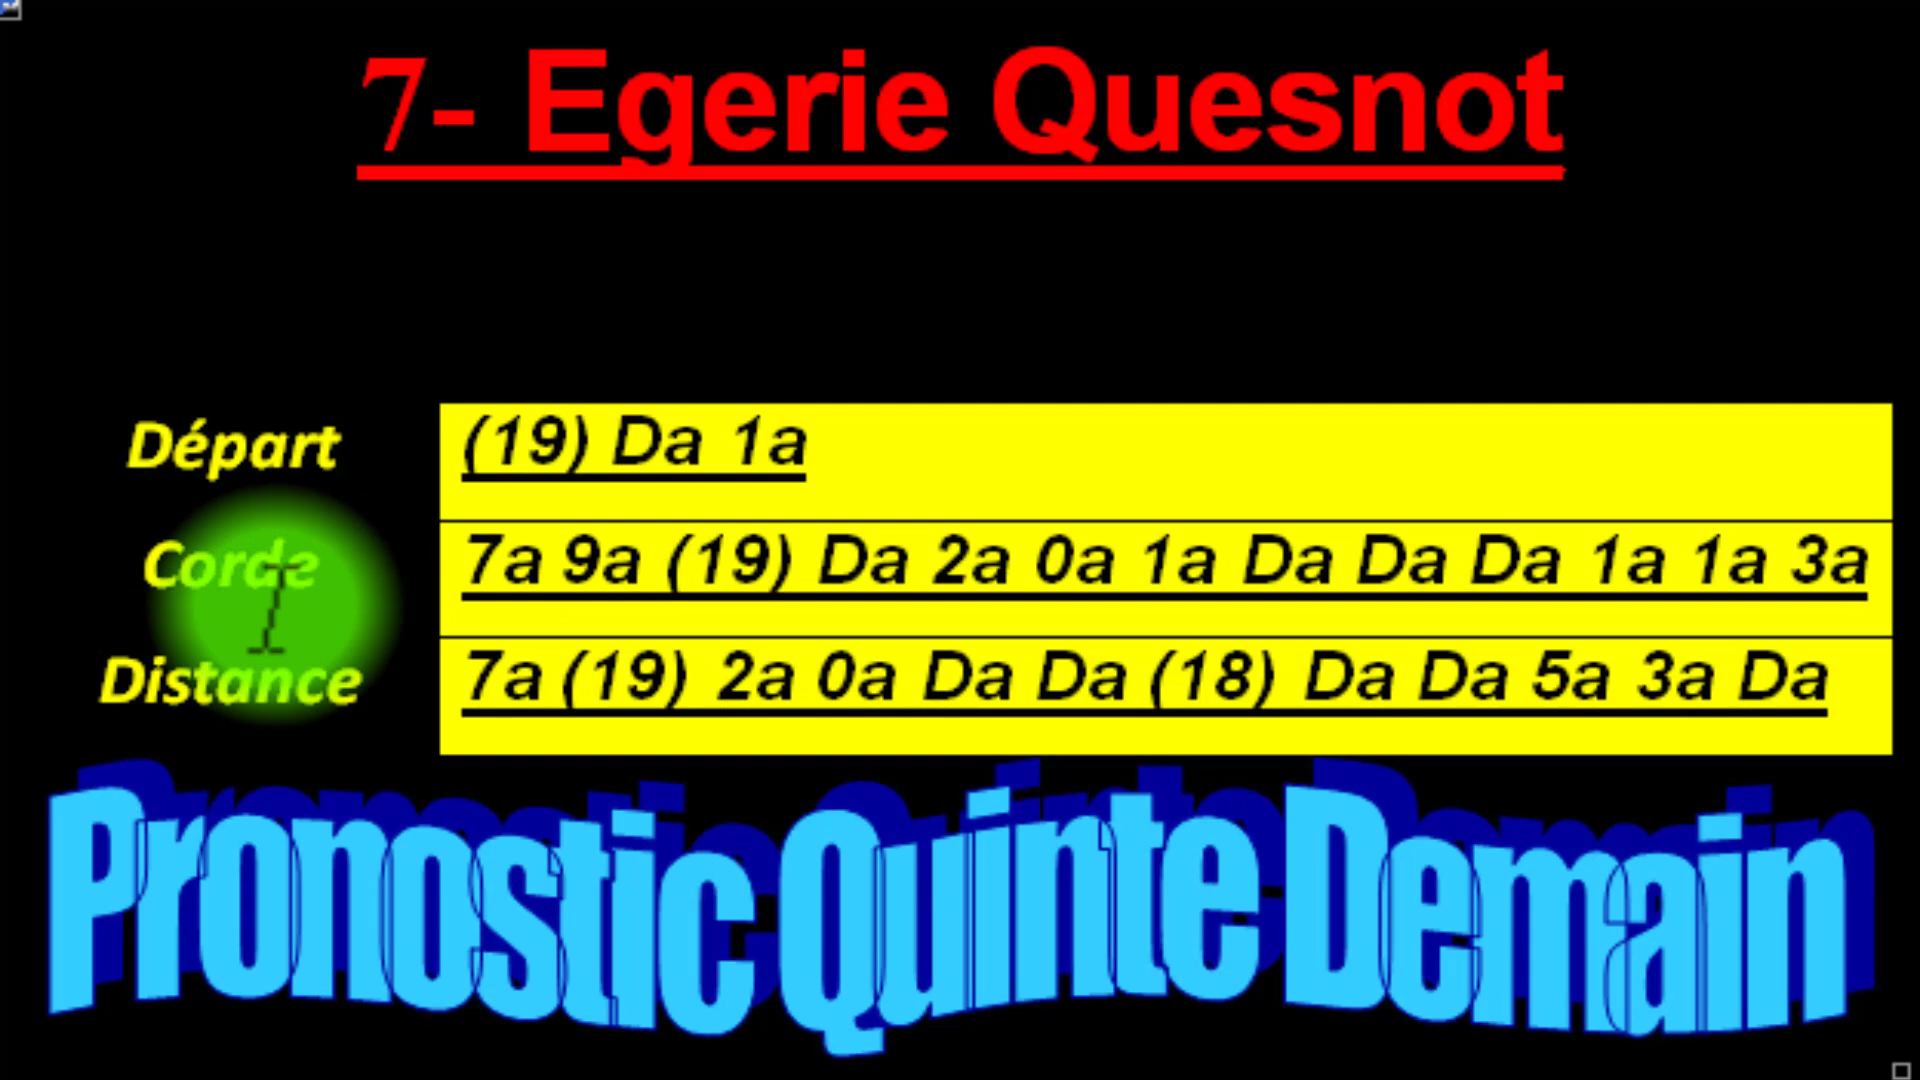 7- Egerie Quesnot
Départ (19) Da 1a
Corde 7a 9a (19) Da 2a 0a 1a Da Da Da 1a 1a 3a
Distance 7a (19) 2a 0a Da Da (18) Da Da 5a 3a Da
Pronostic Quinte Demain